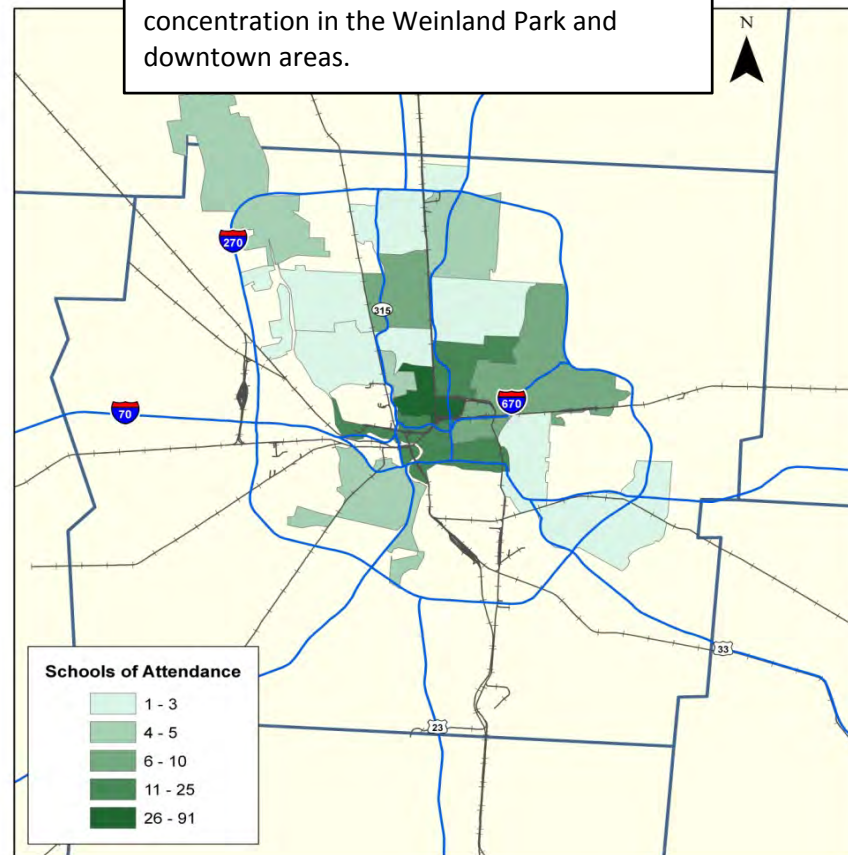 concentration in the Weinland Park and
downtown areas.
N
270
315
70
670
33
23
Schools of Attendance
1 - 3
4 - 5
6 - 10
11 - 25
26 - 91